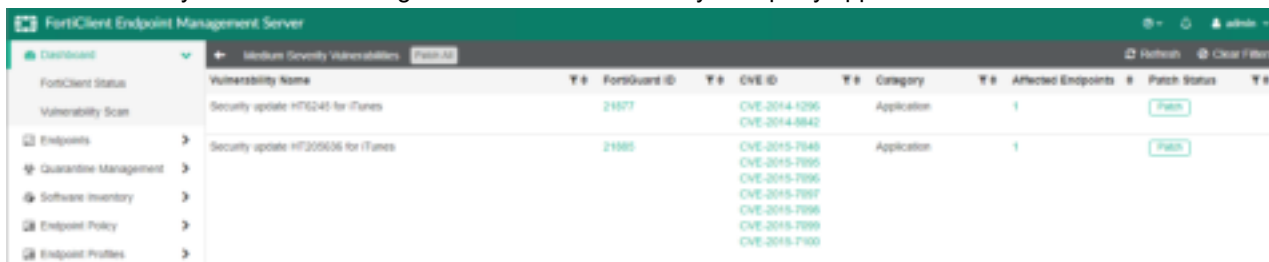 FortiClient Endpoint Management Server
admin
Dashboard
Medium Severity Vulnerabilities Patch All
Refresh Clear Filters
FortiClient Status
Vulnerability Scan
Endpoints
Quarantine Management
Software Inventory
Endpoint Policy
Endpoint Profiles
Vulnerability Name FortiGuard ID CVE ID Category Affected Endpoints Patch Status
Security update HT6245 for iTunes 21877 CVE-2014-1296 Application 1 Patch
CVE-2014-8842
Security update HT205636 for iTunes 21885 CVE-2015-7048 Application 1 Patch
CVE-2015-7095
CVE-2015-7096
CVE-2015-7097
CVE-2015-7098
CVE-2015-7099
CVE-2015-7100